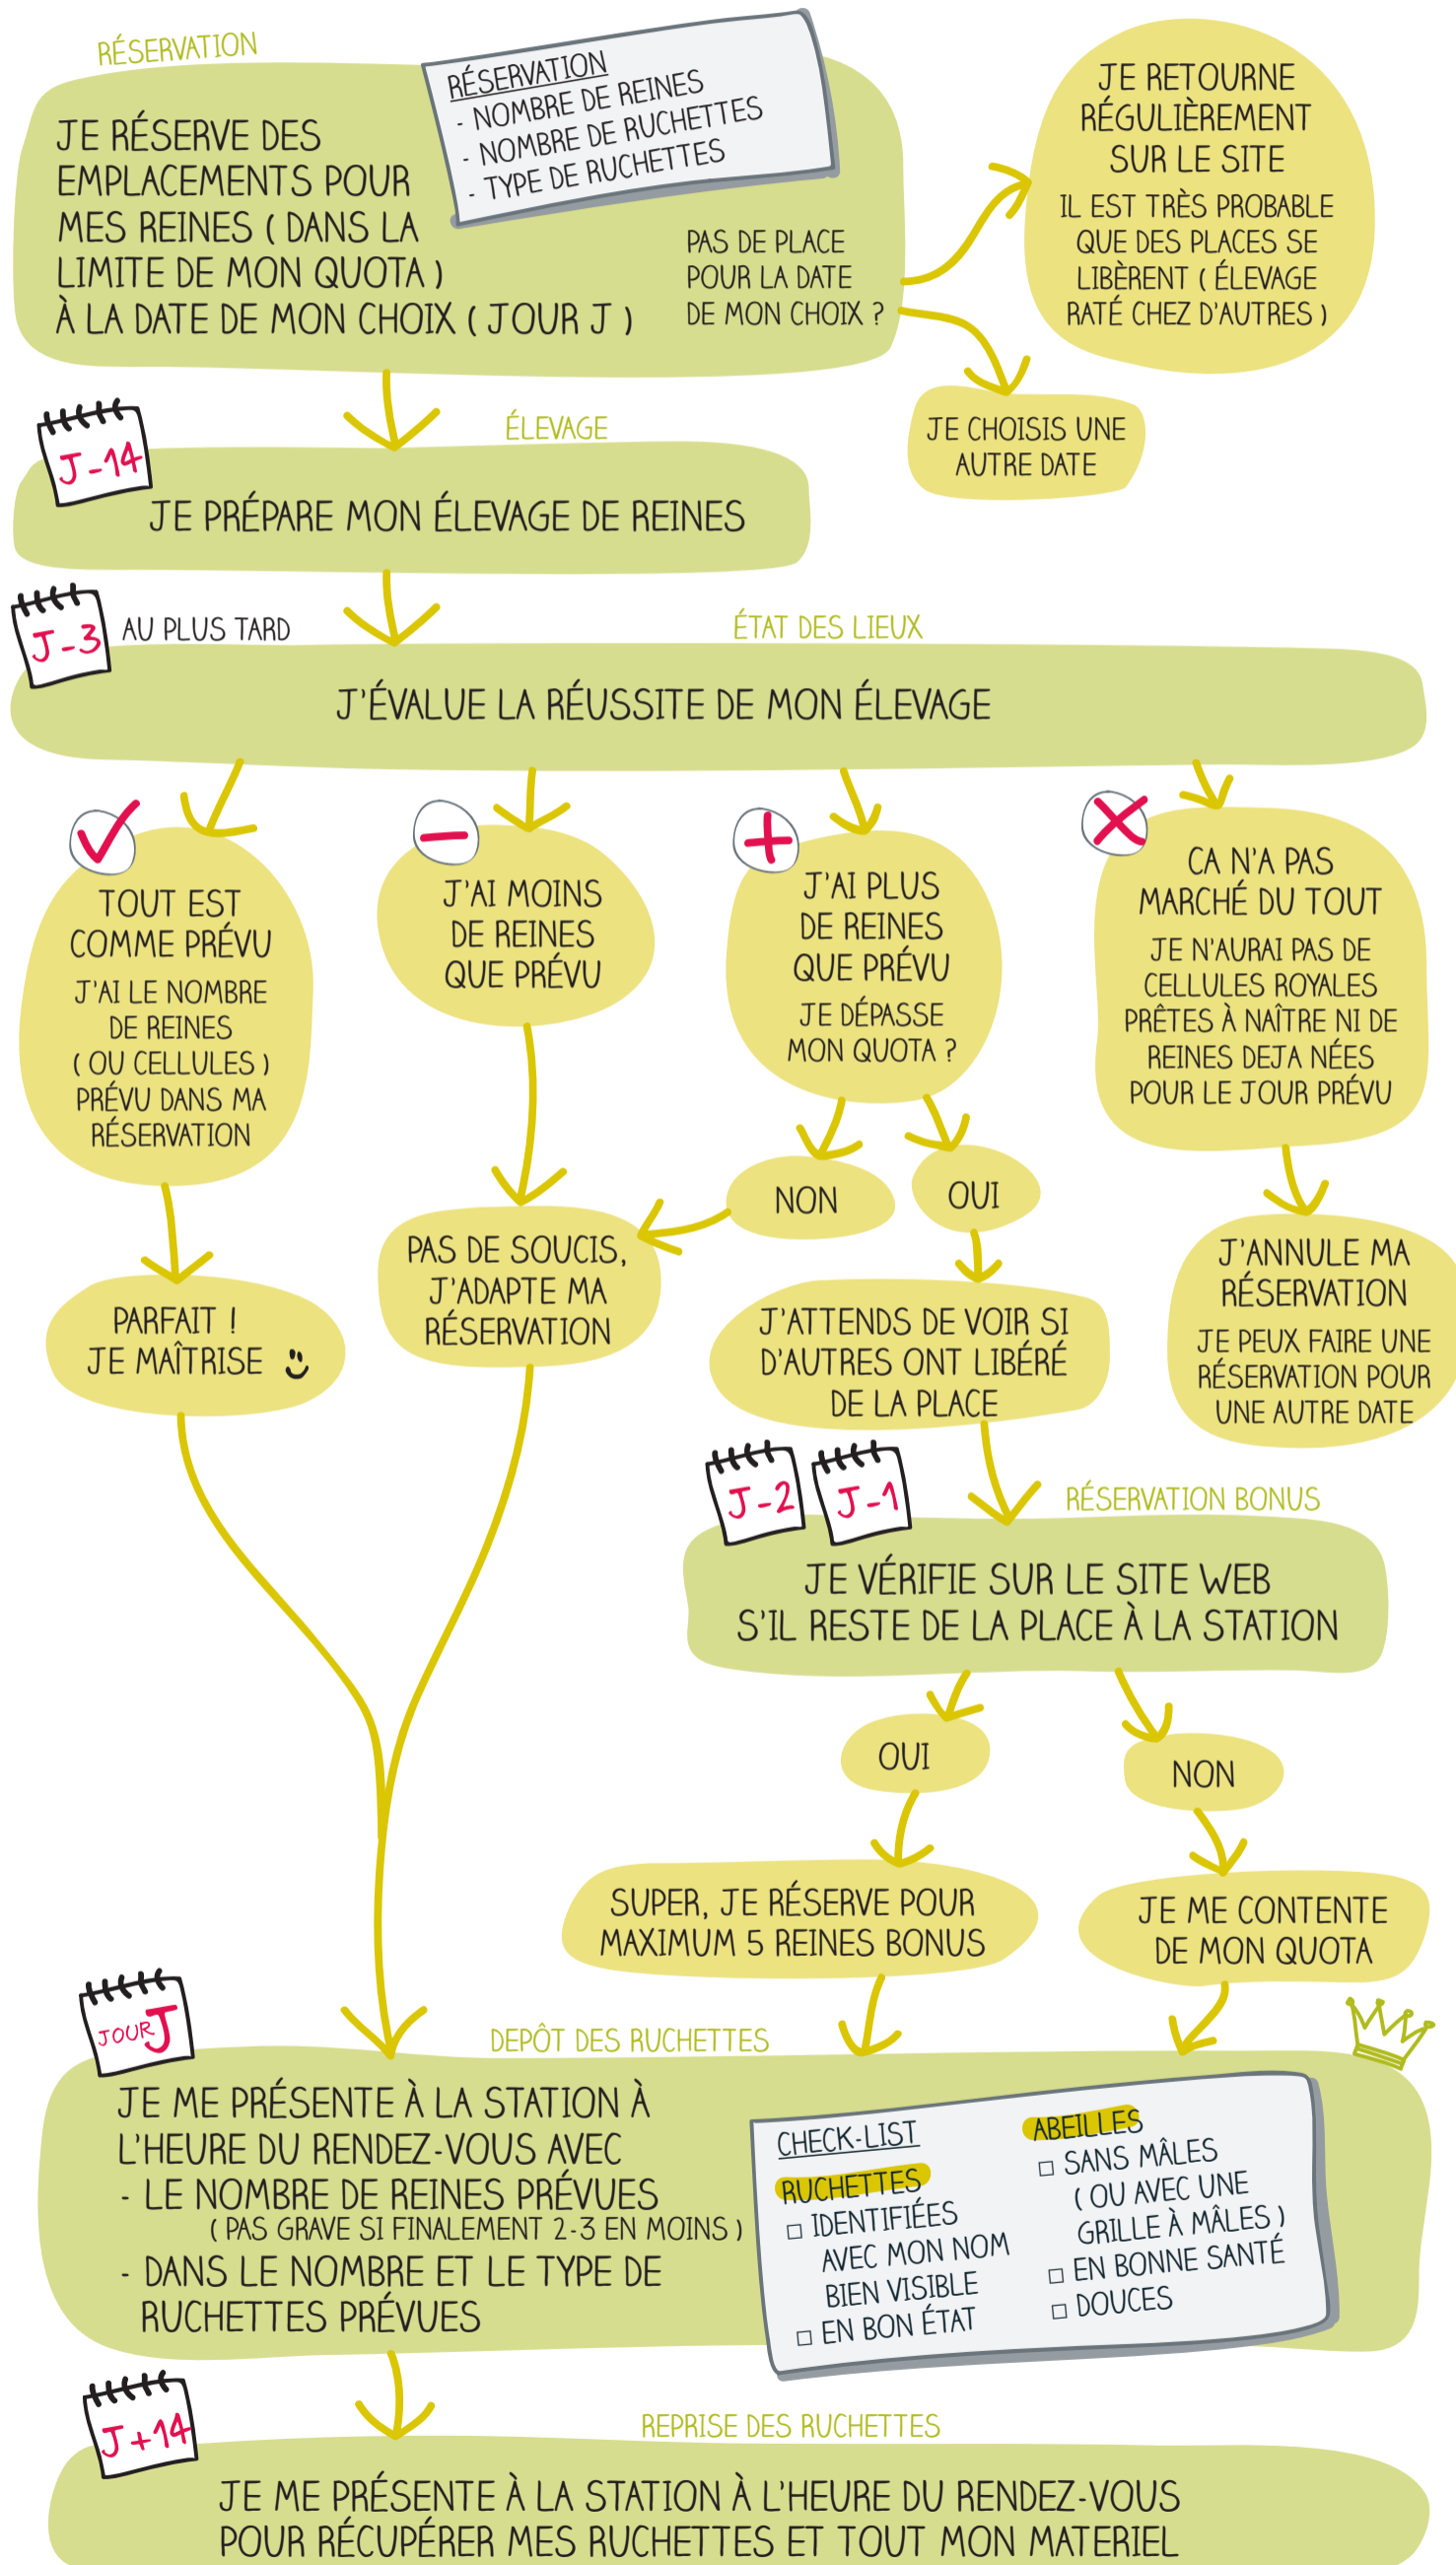 RÉSERVATION
JE RÉSERVE DES
EMPLACEMENTS POUR
MES REINES ( DANS LA
LIMITE DE MON QUOTA )
À LA DATE DE MON CHOIX ( JOUR J )
RÉSERVATION
- NOMBRE DE REINES
- NOMBRE DE RUCHETTES
- TYPE DE RUCHETTES
PAS DE PLACE
POUR LA DATE
DE MON CHOIX ?
JE RETOURNE
RÉGULIÈREMENT
SUR LE SITE
IL EST TRÈS PROBABLE
QUE DES PLACES SE
LIBÈRENT ( ÉLEVAGE
RATÉ CHEZ D'AUTRES )
JE CHOISIS UNE
AUTRE DATE
J-14
ÉLEVAGE
JE PRÉPARE MON ÉLEVAGE DE REINES
J-3
AU PLUS TARD
ÉTAT DES LIEUX
J'ÉVALUE LA RÉUSSITE DE MON ÉLEVAGE
TOUT EST
COMME PRÉVU
J'AI LE NOMBRE
DE REINES
( OU CELLULES )
PRÉVU DANS MA
RÉSERVATION
J'AI MOINS
DE REINES
QUE PRÉVU
J'AI PLUS
DE REINES
QUE PRÉVU
JE DÉPASSE
MON QUOTA ?
CA N'A PAS
MARCHÉ DU TOUT
JE N'AURAI PAS DE
CELLULES ROYALES
PRÊTES À NAÎTRE NI DE
REINES DEJA NÉES
POUR LE JOUR PRÉVU
NON
OUI
PARFAIT !
JE MAÎTRISE
PAS DE SOUCIS,
J'ADAPTE MA
RÉSERVATION
J'ATTENDS DE VOIR SI
D'AUTRES ONT LIBÉRÉ
DE LA PLACE
J'ANNULE MA
RÉSERVATION
JE PEUX FAIRE UNE
RÉSERVATION POUR
UNE AUTRE DATE
J-2
J-1
RÉSERVATION BONUS
JE VÉRIFIE SUR LE SITE WEB
S'IL RESTE DE LA PLACE À LA STATION
OUI
NON
SUPER, JE RÉSERVE POUR
MAXIMUM 5 REINES BONUS
JE ME CONTENTE
DE MON QUOTA
JOUR J
DEPÔT DES RUCHETTES
JE ME PRÉSENTE À LA STATION À
L'HEURE DU RENDEZ-VOUS AVEC
- LE NOMBRE DE REINES PRÉVUES
( PAS GRAVE SI FINALEMENT 2-3 EN MOINS )
- DANS LE NOMBRE ET LE TYPE DE
RUCHETTES PRÉVUES
CHECK-LIST
RUCHETTES
□ IDENTIFIÉES
AVEC MON NOM
BIEN VISIBLE
□ EN BON ÉTAT
ABEILLES
□ SANS MÂLES
( OU AVEC UNE
GRILLE À MÂLES )
□ EN BONNE SANTÉ
□ DOUCES
J+14
REPRISE DES RUCHETTES
JE ME PRÉSENTE À LA STATION À L'HEURE DU RENDEZ-VOUS
POUR RÉCUPÉRER MES RUCHETTES ET TOUT MON MATERIEL